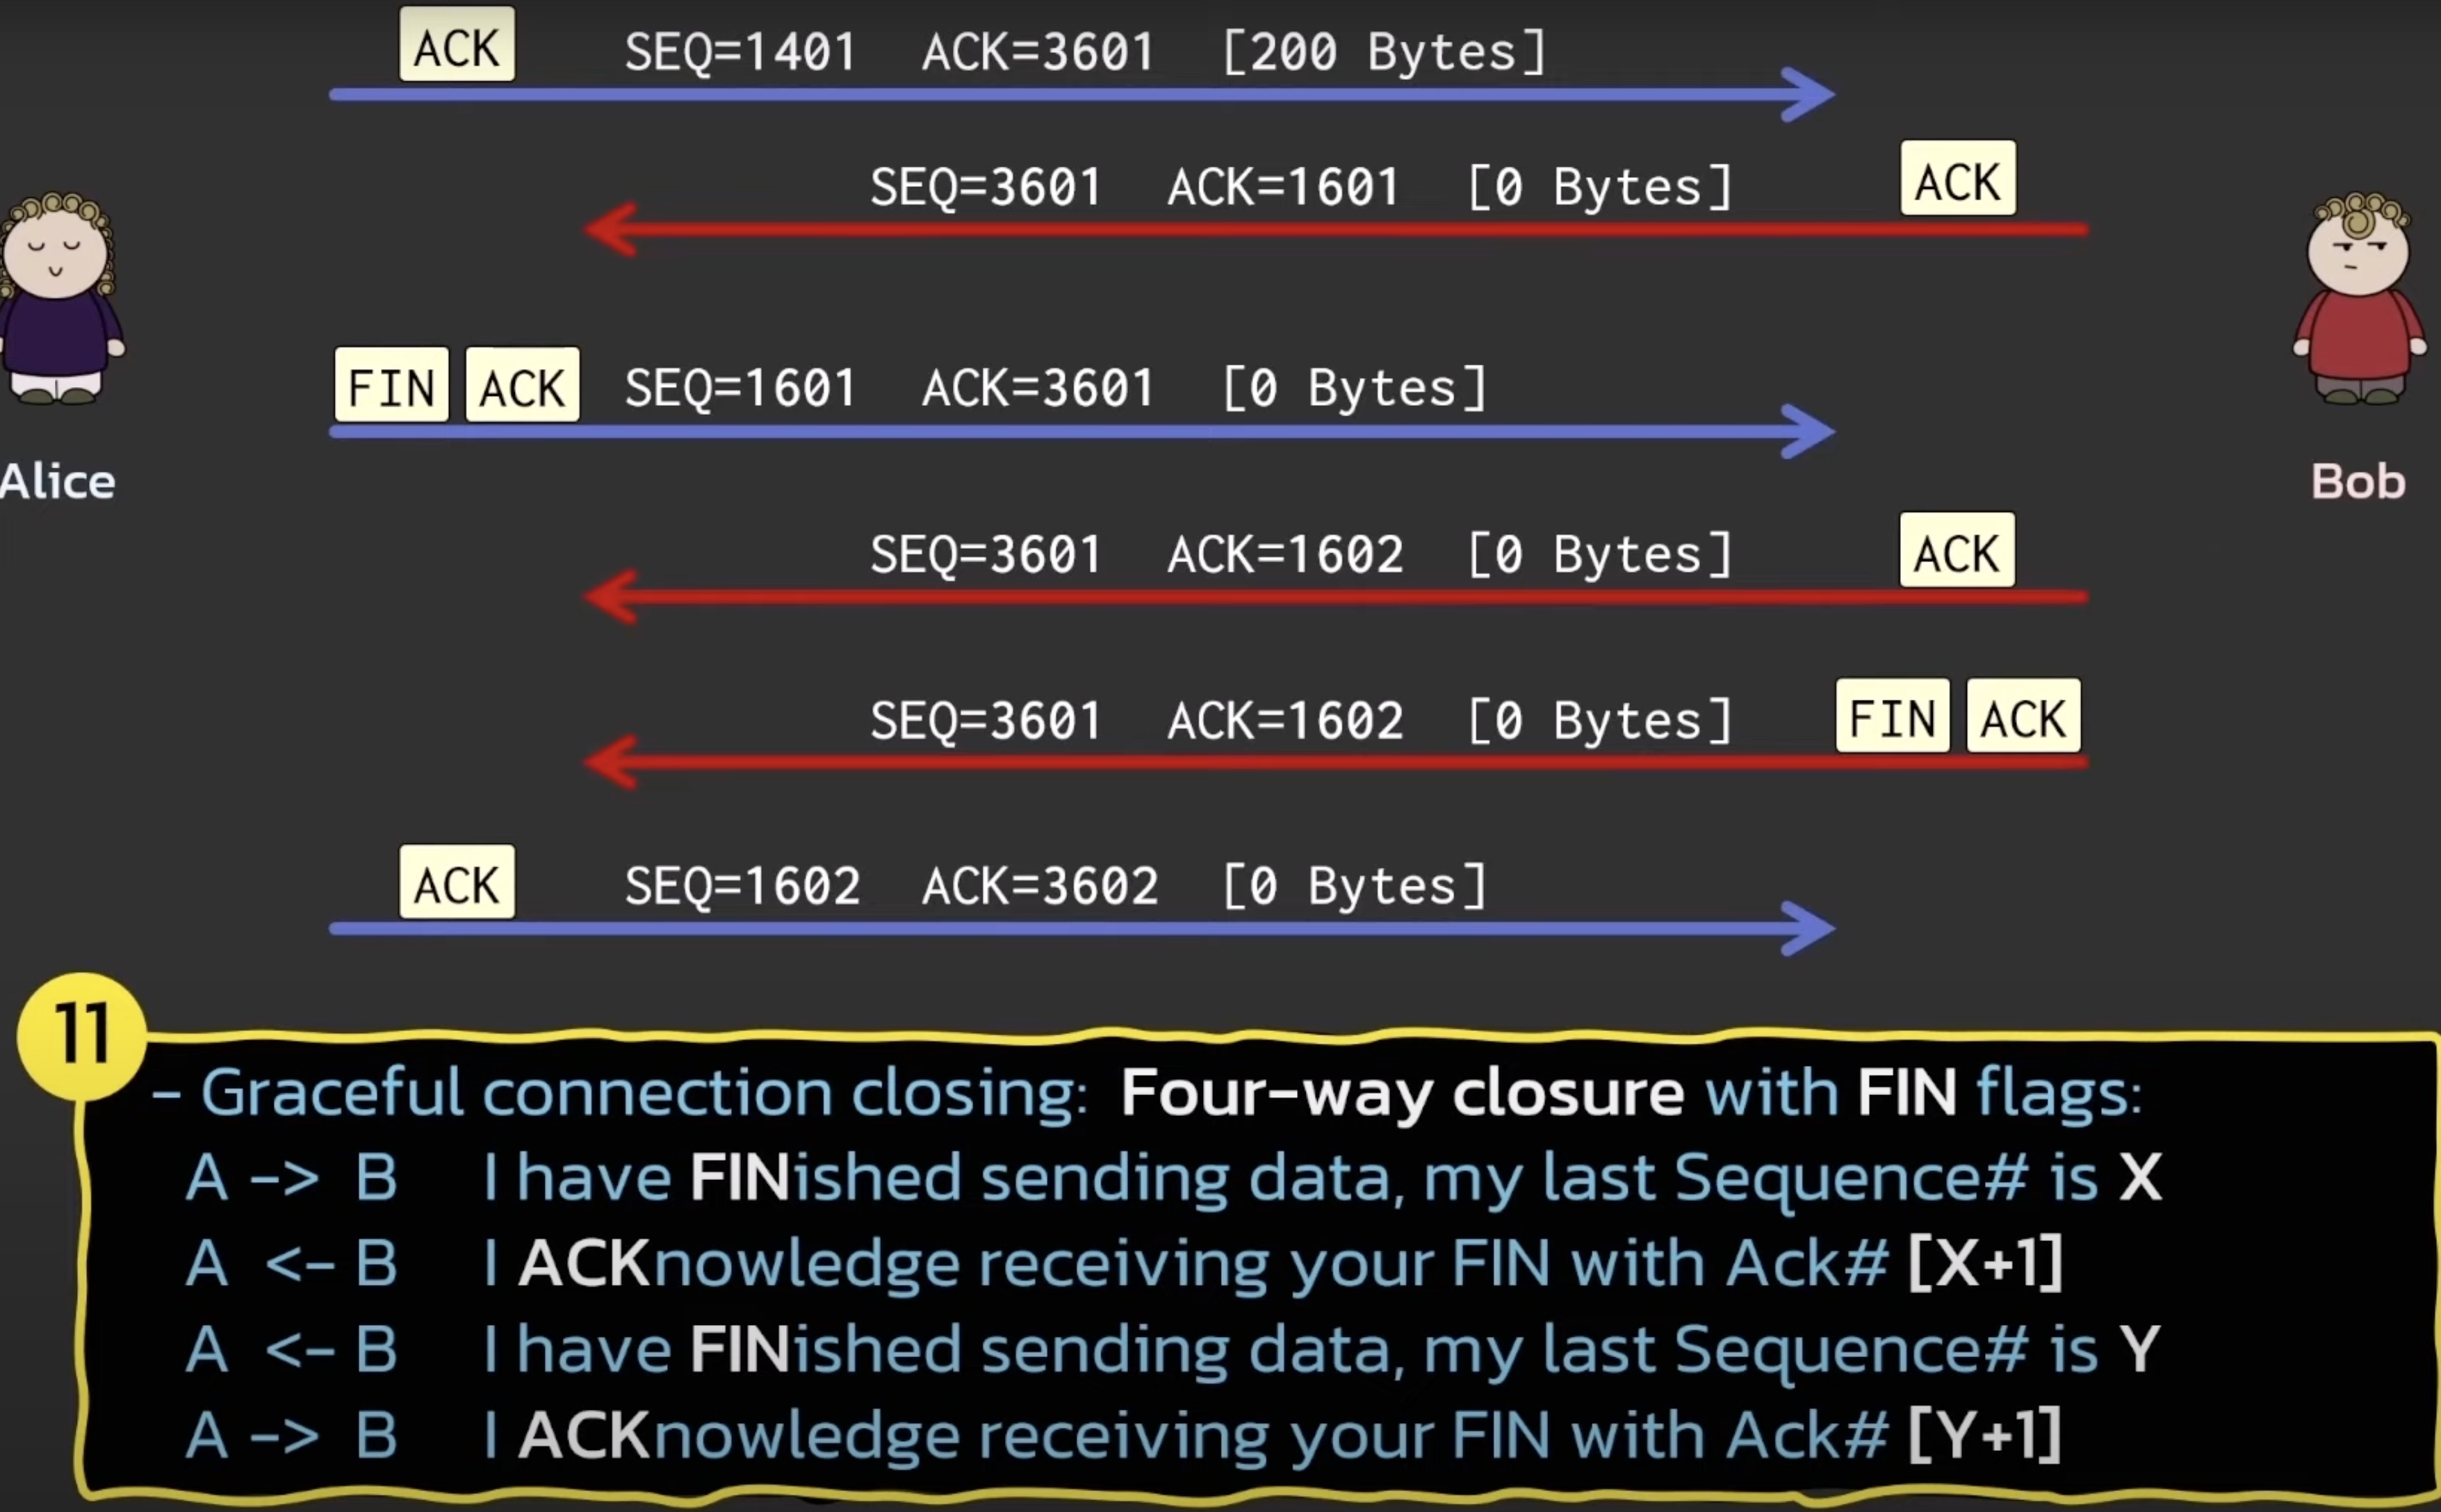 ACK SEQ=1401 ACK=3601 [200 Bytes]
SEQ=3601 ACK=1601 [0 Bytes] ACK
FIN ACK SEQ=1601 ACK=3601 [0 Bytes]
Alice
Bob
SEQ=3601 ACK=1602 [0 Bytes] ACK
SEQ=3601 ACK=1602 [0 Bytes] FIN ACK
ACK SEQ=1602 ACK=3602 [0 Bytes]
11
– Graceful connection closing: Four-way closure with FIN flags:
A -> B I have FINished sending data, my last Sequence# is X
A <- B I ACKnowledge receiving your FIN with Ack# [X+1]
A <- B I have FINished sending data, my last Sequence# is Y
A -> B I ACKnowledge receiving your FIN with Ack# [Y+1]